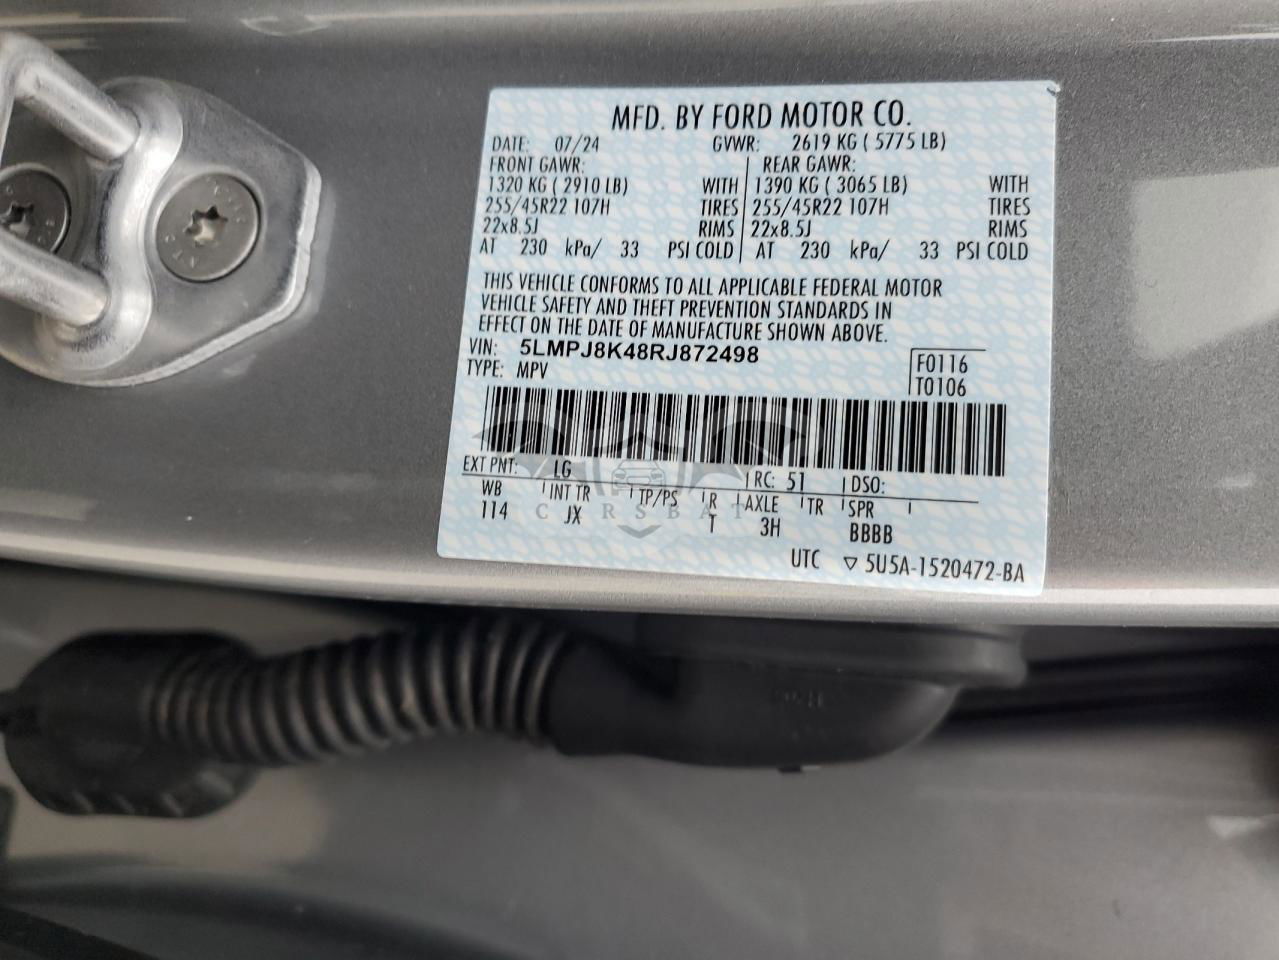 MFD. BY FORD MOTOR CO.
DATE: 07/24 GVWR: 2619 KG ( 5775 LB)
FRONT GAWR: REAR GAWR:
1320 KG ( 2910 LB) WITH 1390 KG ( 3065 LB) WITH
255/45R22 107H TIRES 255/45R22 107H TIRES
22x8.5J RIMS 22x8.5J RIMS
AT 230 kPa/ 33 PSI COLD AT 230 kPa/ 33 PSI COLD
THIS VEHICLE CONFORMS TO ALL APPLICABLE FEDERAL MOTOR
VEHICLE SAFETY AND THEFT PREVENTION STANDARDS IN
EFFECT ON THE DATE OF MANUFACTURE SHOWN ABOVE.
VIN: 5LMPJ8K48RJ872498 F0116
TYPE: MPV T0106
EXT PNT: LG RC: 51 DSO:
WB INT TR TP/PS R AXLE TR SPR
114 JX T 3H BBBB
CARSBAT
UTC ▽ 5U5A-1520472-BA